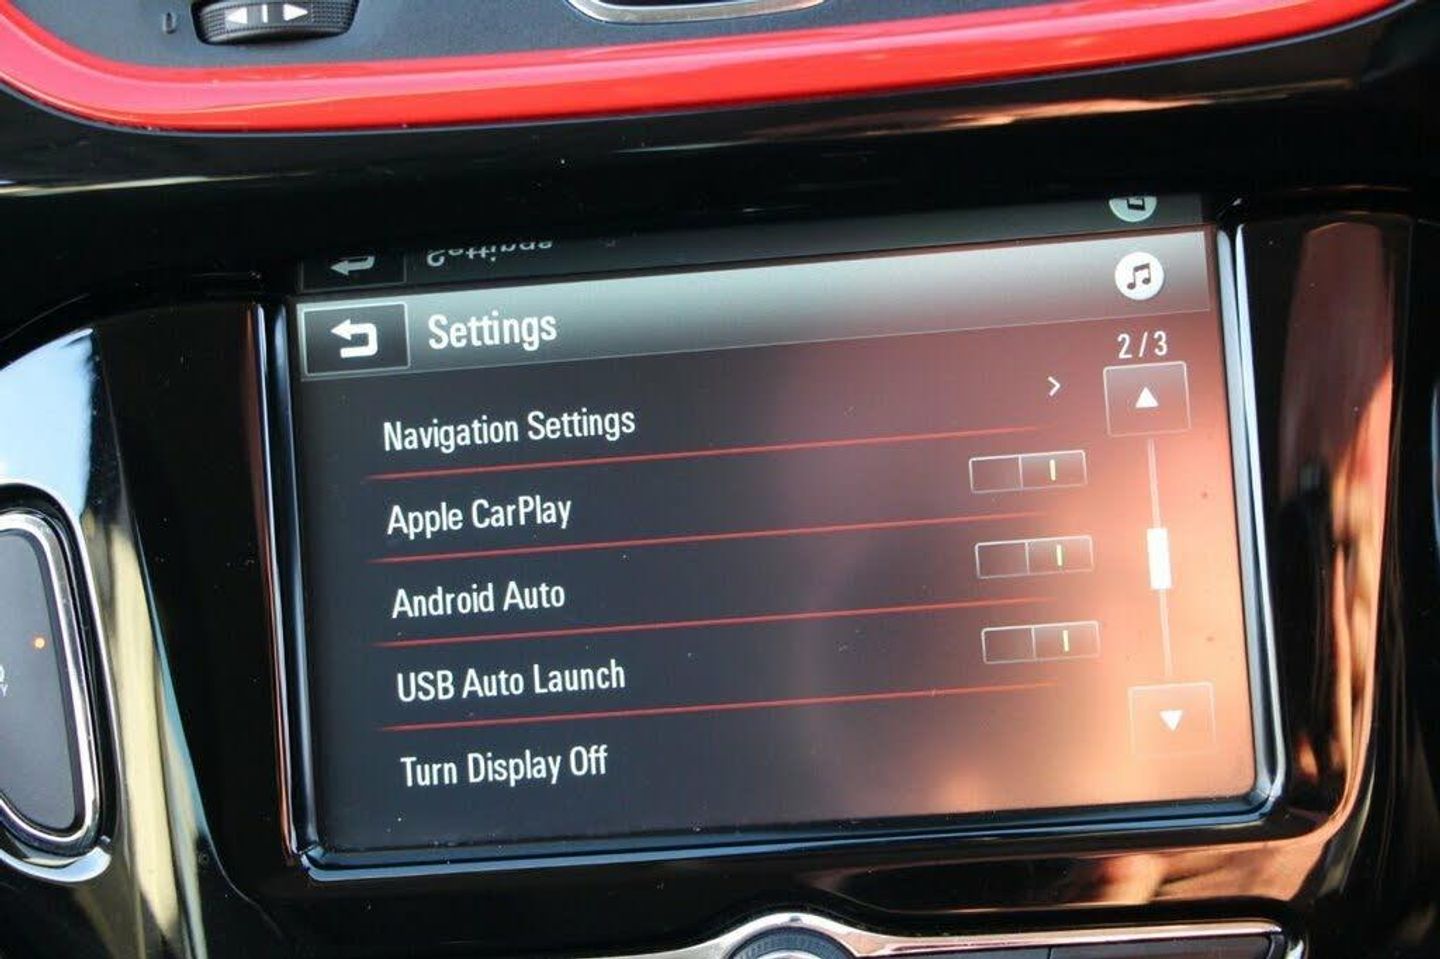 Settings
2/3
Navigation Settings
Apple CarPlay
Android Auto
USB Auto Launch
Turn Display Off